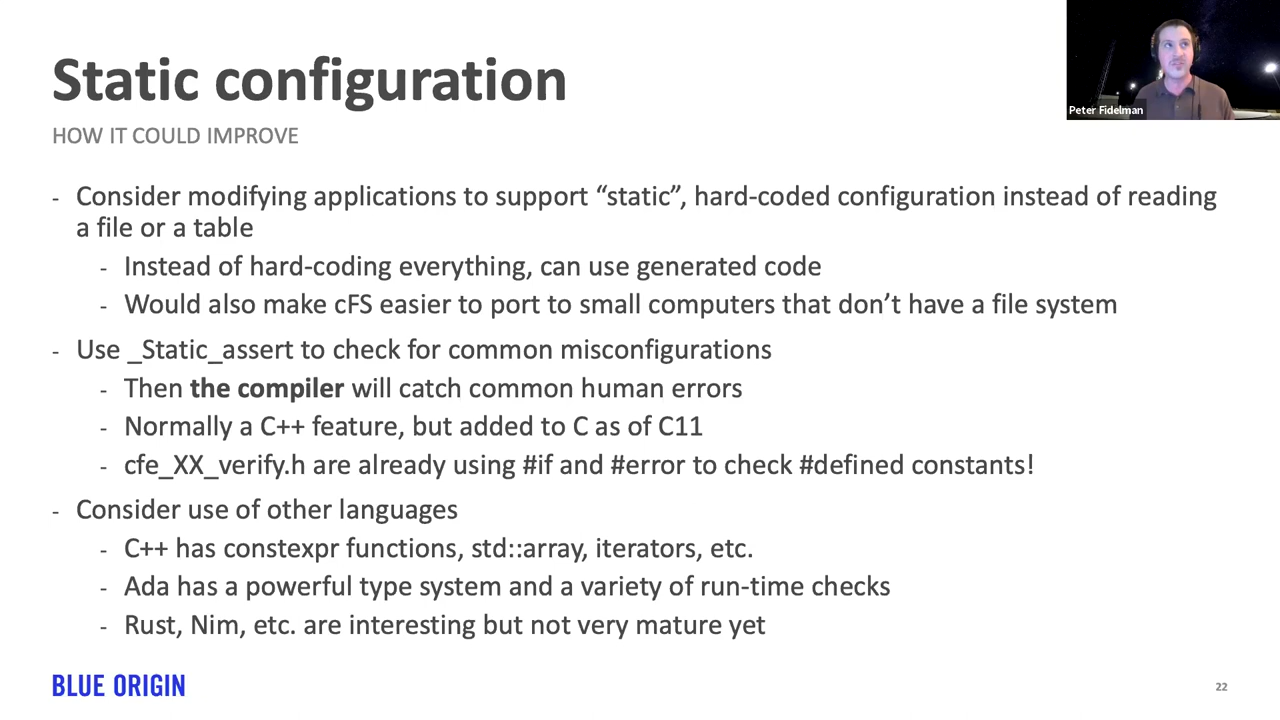 Static configuration
HOW IT COULD IMPROVE
Peter Fidelman
- Consider modifying applications to support “static”, hard-coded configuration instead of reading
a file or a table
- Instead of hard-coding everything, can use generated code
- Would also make cFS easier to port to small computers that don’t have a file system
- Use _Static_assert to check for common misconfigurations
- Then the compiler will catch common human errors
- Normally a C++ feature, but added to C as of C11
- cfe_XX_verify.h are already using #if and #error to check #defined constants!
- Consider use of other languages
- C++ has constexpr functions, std::array, iterators, etc.
- Ada has a powerful type system and a variety of run-time checks
- Rust, Nim, etc. are interesting but not very mature yet
BLUE ORIGIN
22